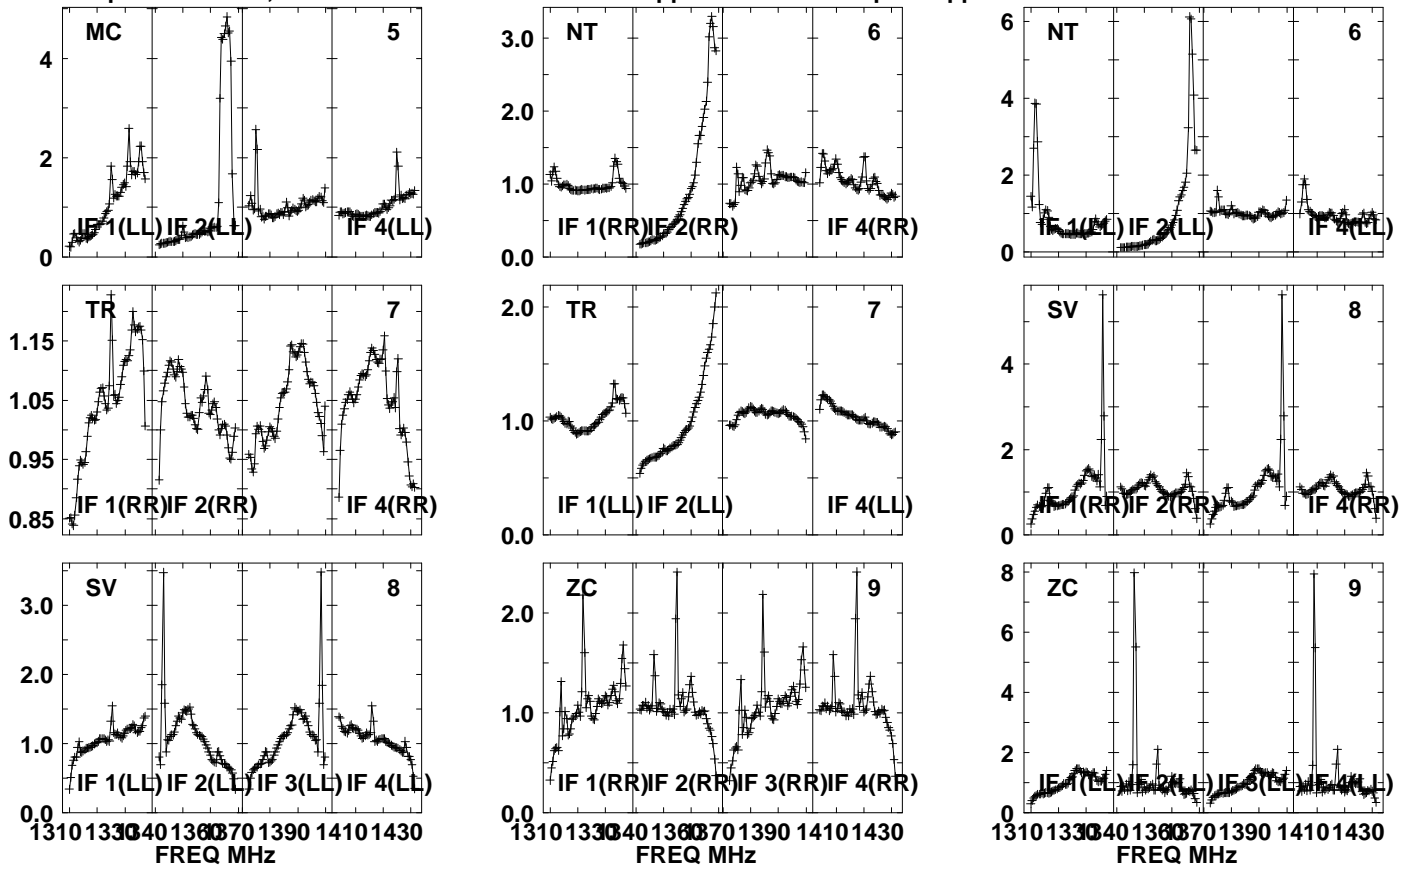 MC 5
4
2
0
IF 1(LL) IF 2(LL) IF 4(LL)
NT 6
3.0
2.0
1.0
0.0
IF 1(RR) IF 2(RR) IF 4(RR)
NT 6
6
4
2
0
IF 1(LL) IF 2(LL) IF 4(LL)
TR 7
1.15
1.05
0.95
0.85
IF 1(RR) IF 2(RR) IF 4(RR)
TR 7
2.0
1.0
0.0
IF 1(LL) IF 2(LL) IF 4(LL)
SV 8
4
2
0
IF 1(RR) IF 2(RR) IF 4(RR)
SV 8
3.0
2.0
1.0
0.0
IF 1(LL) IF 2(LL) IF 3(LL) IF 4(LL)
1310 1330 1340 1360 1370 1390 1410 1430
FREQ MHz
ZC 9
2.0
1.0
0.0
IF 1(RR) IF 2(RR) IF 3(RR) IF 4(RR)
1310 1330 1340 1360 1370 1390 1410 1430
FREQ MHz
ZC 9
8
6
4
2
0
IF 1(LL) IF 2(LL) IF 3(LL) IF 4(LL)
1310 1330 1340 1360 1370 1390 1410 1430
FREQ MHz